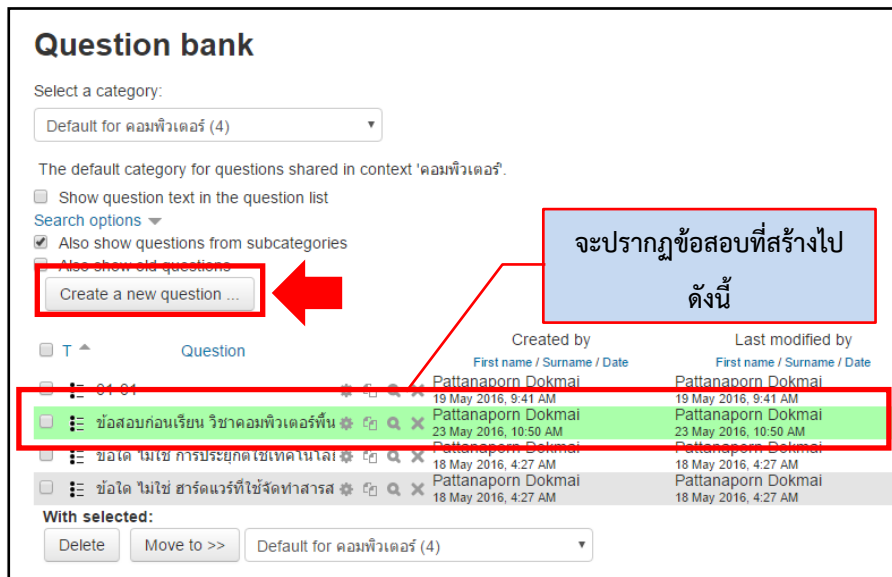 Question bank
Select a category:
Default for คอมพิวเตอร์ (4)
The default category for questions shared in context 'คอมพิวเตอร์'.
Show question text in the question list
Search options
Also show questions from subcategories
Also show old questions
Create a new question ...
จะปรากฏข้อสอบที่สร้างไป
ดังนี้
T Question Created by Last modified by
First name / Surname / Date First name / Surname / Date
01-01 Pattanaporn Dokmai Pattanaporn Dokmai
19 May 2016, 9:41 AM 19 May 2016, 9:41 AM
ข้อสอบก่อนเรียน วิชาคอมพิวเตอร์พื้น Pattanaporn Dokmai Pattanaporn Dokmai
23 May 2016, 10:50 AM 23 May 2016, 10:50 AM
ข้อใด ไม่ใช่ การประยุกต์ใช้เทคโนโลยี Pattanaporn Dokmai Pattanaporn Dokmai
18 May 2016, 4:27 AM 18 May 2016, 4:27 AM
ข้อใด ไม่ใช่ ฮาร์ดแวร์ที่ใช้จัดทำสารส Pattanaporn Dokmai Pattanaporn Dokmai
18 May 2016, 4:27 AM 18 May 2016, 4:27 AM
With selected:
Delete Move to >> Default for คอมพิวเตอร์ (4)